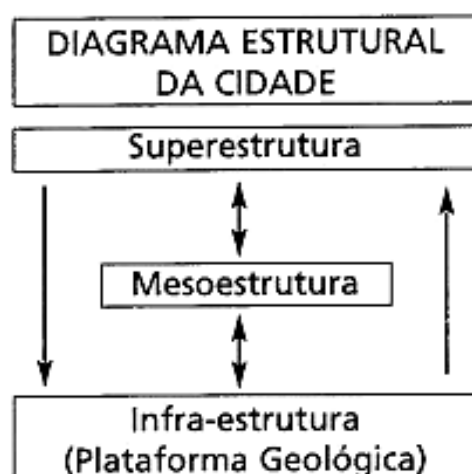 DIAGRAMA ESTRUTURAL
DA CIDADE
Superestrutura
Mesoestrutura
Infra-estrutura
(Plataforma Geológica)